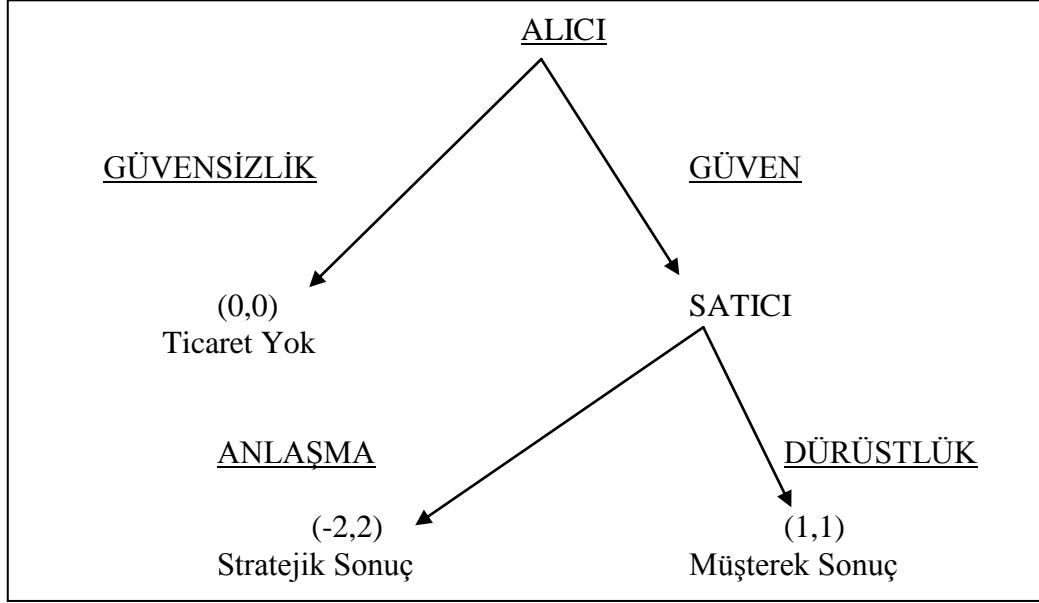 ALICI
GÜVENSİZLİK
GÜVEN
(0,0)
Ticaret Yok
SATICI
ANLAŞMA
DÜRÜSTLÜK
(-2,2)
Stratejik Sonuç
(1,1)
Müşterek Sonuç